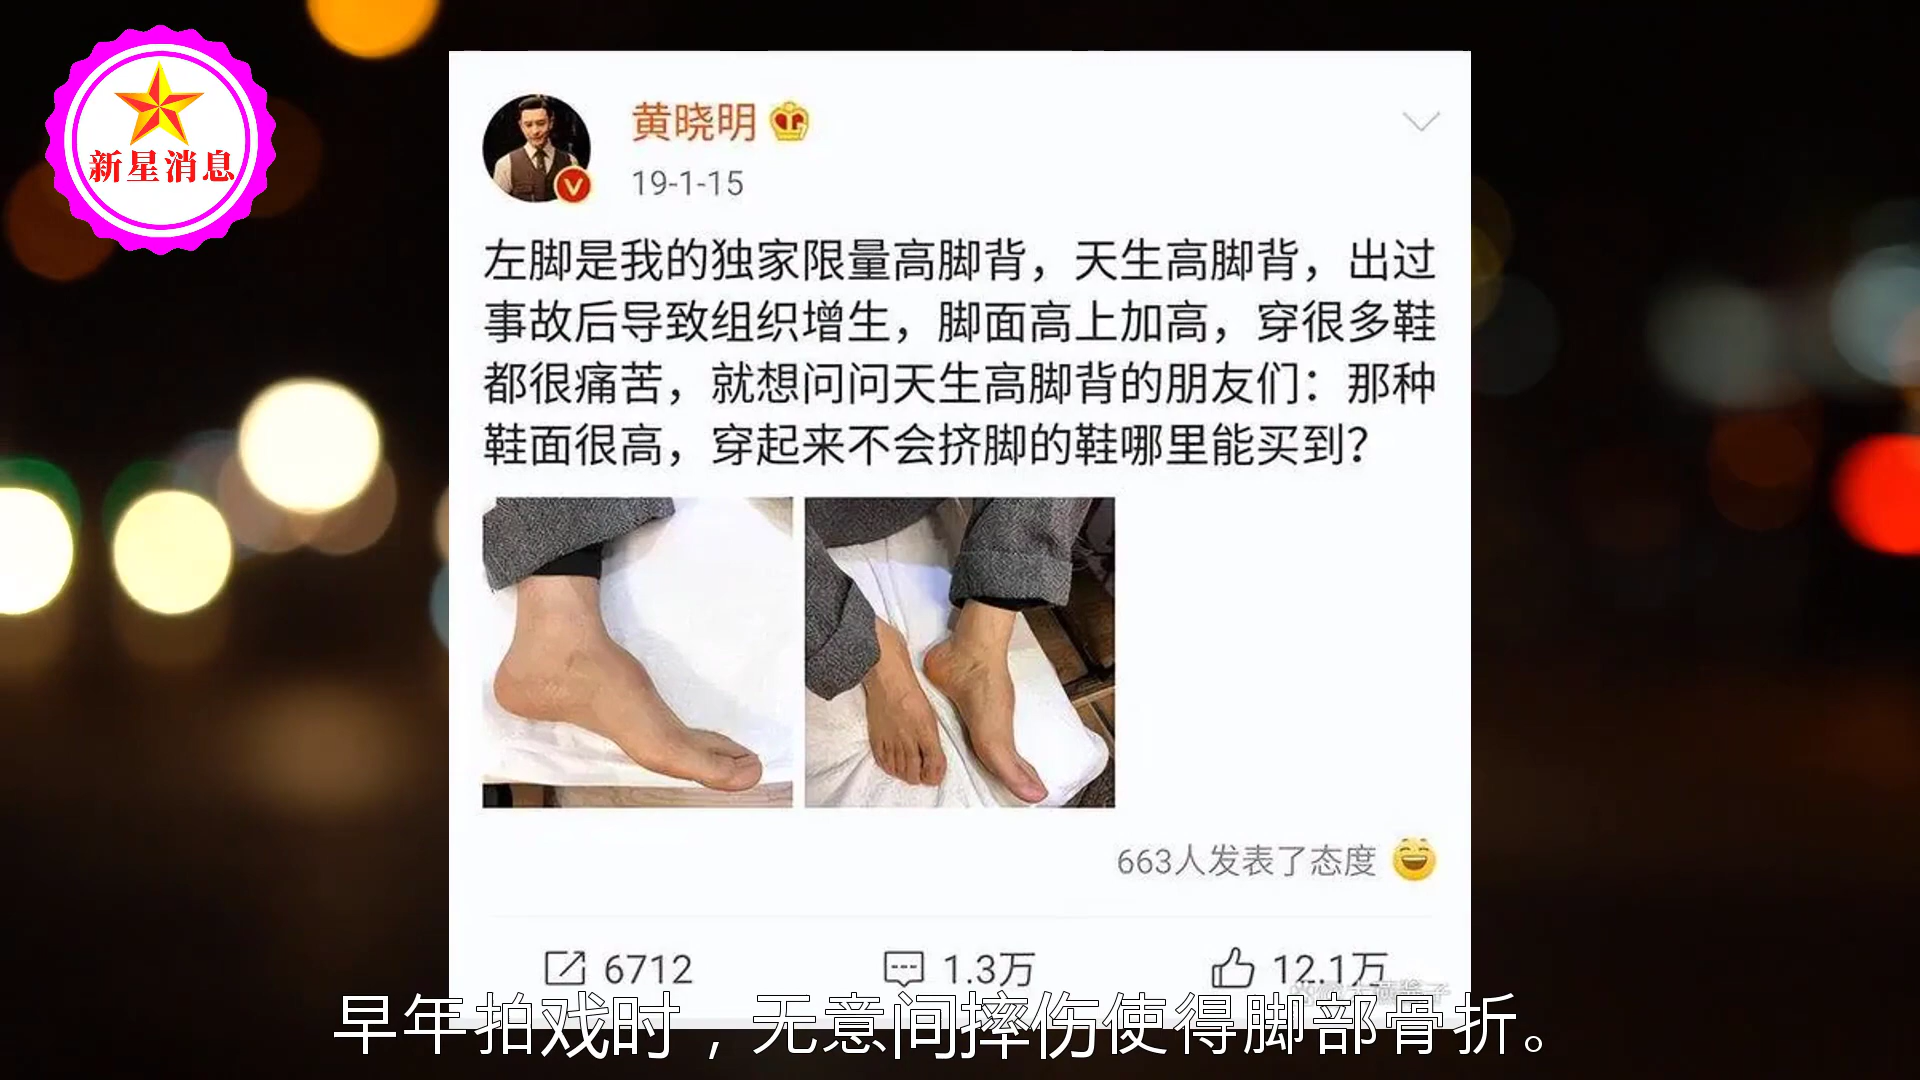 新星消息
黄晓明
19-1-15
左脚是我的独家限量高脚背，天生高脚背，出过
事故后导致组织增生，脚面高上加高，穿很多鞋
都很痛苦，就想问问天生高脚背的朋友们：那种
鞋面很高，穿起来不会挤脚的鞋哪里能买到？
663人发表了态度
6712
1.3万
12.1万
早年拍戏时，无意间摔伤使得脚部骨折。